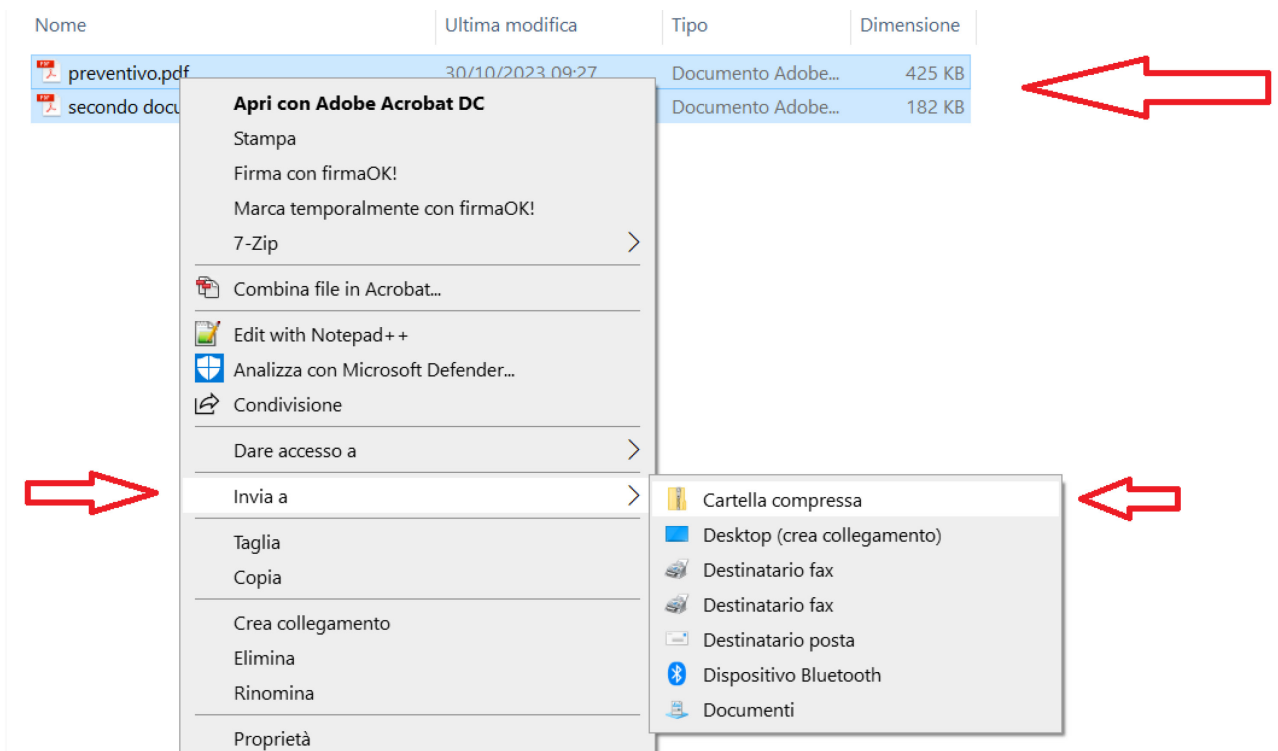 Nome Ultima modifica Tipo Dimensione
preventivo.pdf 30/10/2023 09:27 Documento Adobe... 425 KB
secondo docu Documento Adobe... 182 KB
Apri con Adobe Acrobat DC
Stampa
Firma con firmaOK!
Marca temporalmente con firmaOK!
7-Zip
Combina file in Acrobat...
Edit with Notepad++
Analizza con Microsoft Defender...
Condivisione
Dare accesso a
Invia a
Cartella compressa
Desktop (crea collegamento)
Destinatario fax
Destinatario fax
Destinatario posta
Dispositivo Bluetooth
Documenti
Taglia
Copia
Crea collegamento
Elimina
Rinomina
Proprietà